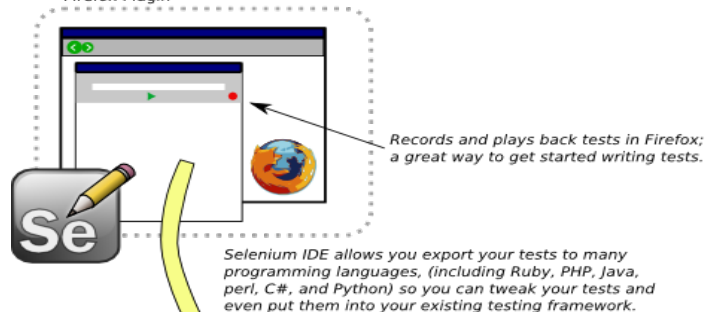 Firefox Plugin
Records and plays back tests in Firefox;
a great way to get started writing tests.
Se
Selenium IDE allows you export your tests to many
programming languages, (including Ruby, PHP, Java,
perl, C#, and Python) so you can tweak your tests and
even put them into your existing testing framework.